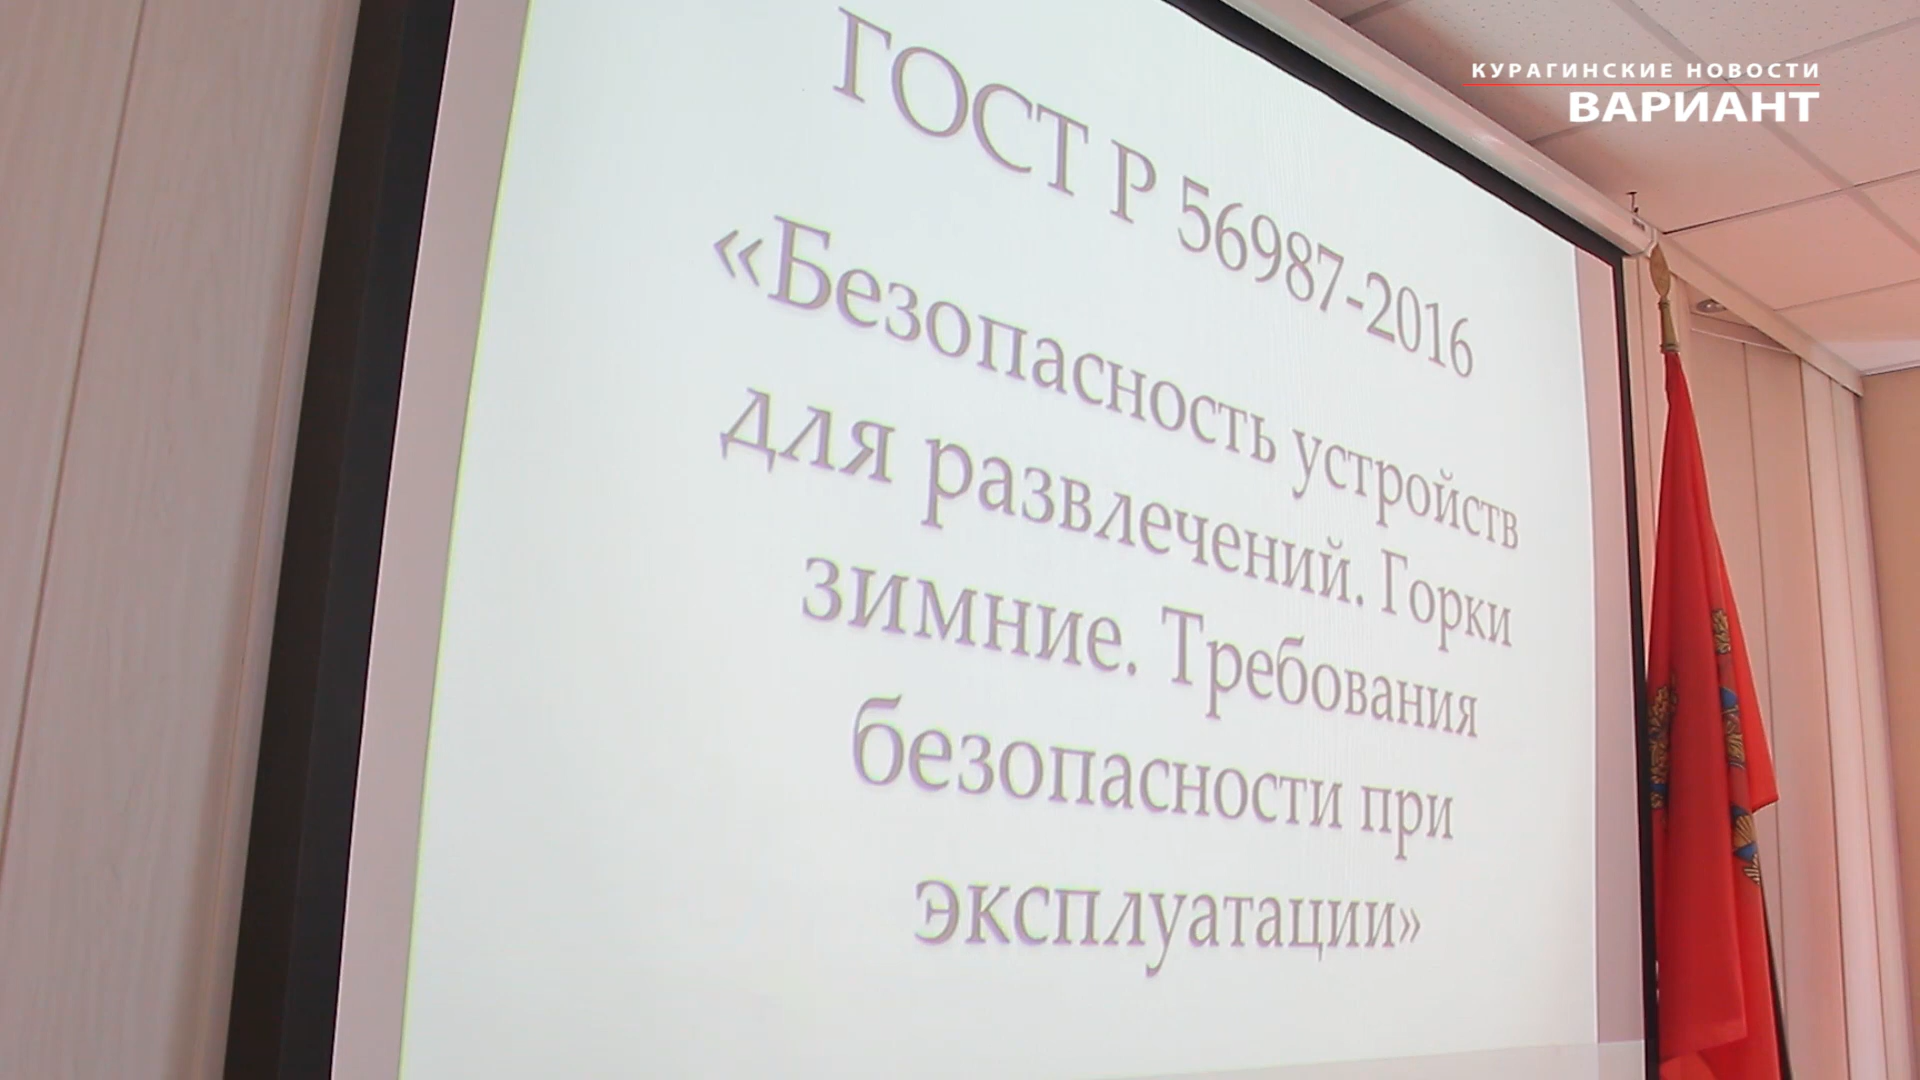 КУРАГИНСКИЕ НОВОСТИ
ВАРИАНТ
ГОСТ Р 56987-2016
«Безопасность устройств
для развлечений. Горки
зимние. Требования
безопасности при
эксплуатации»